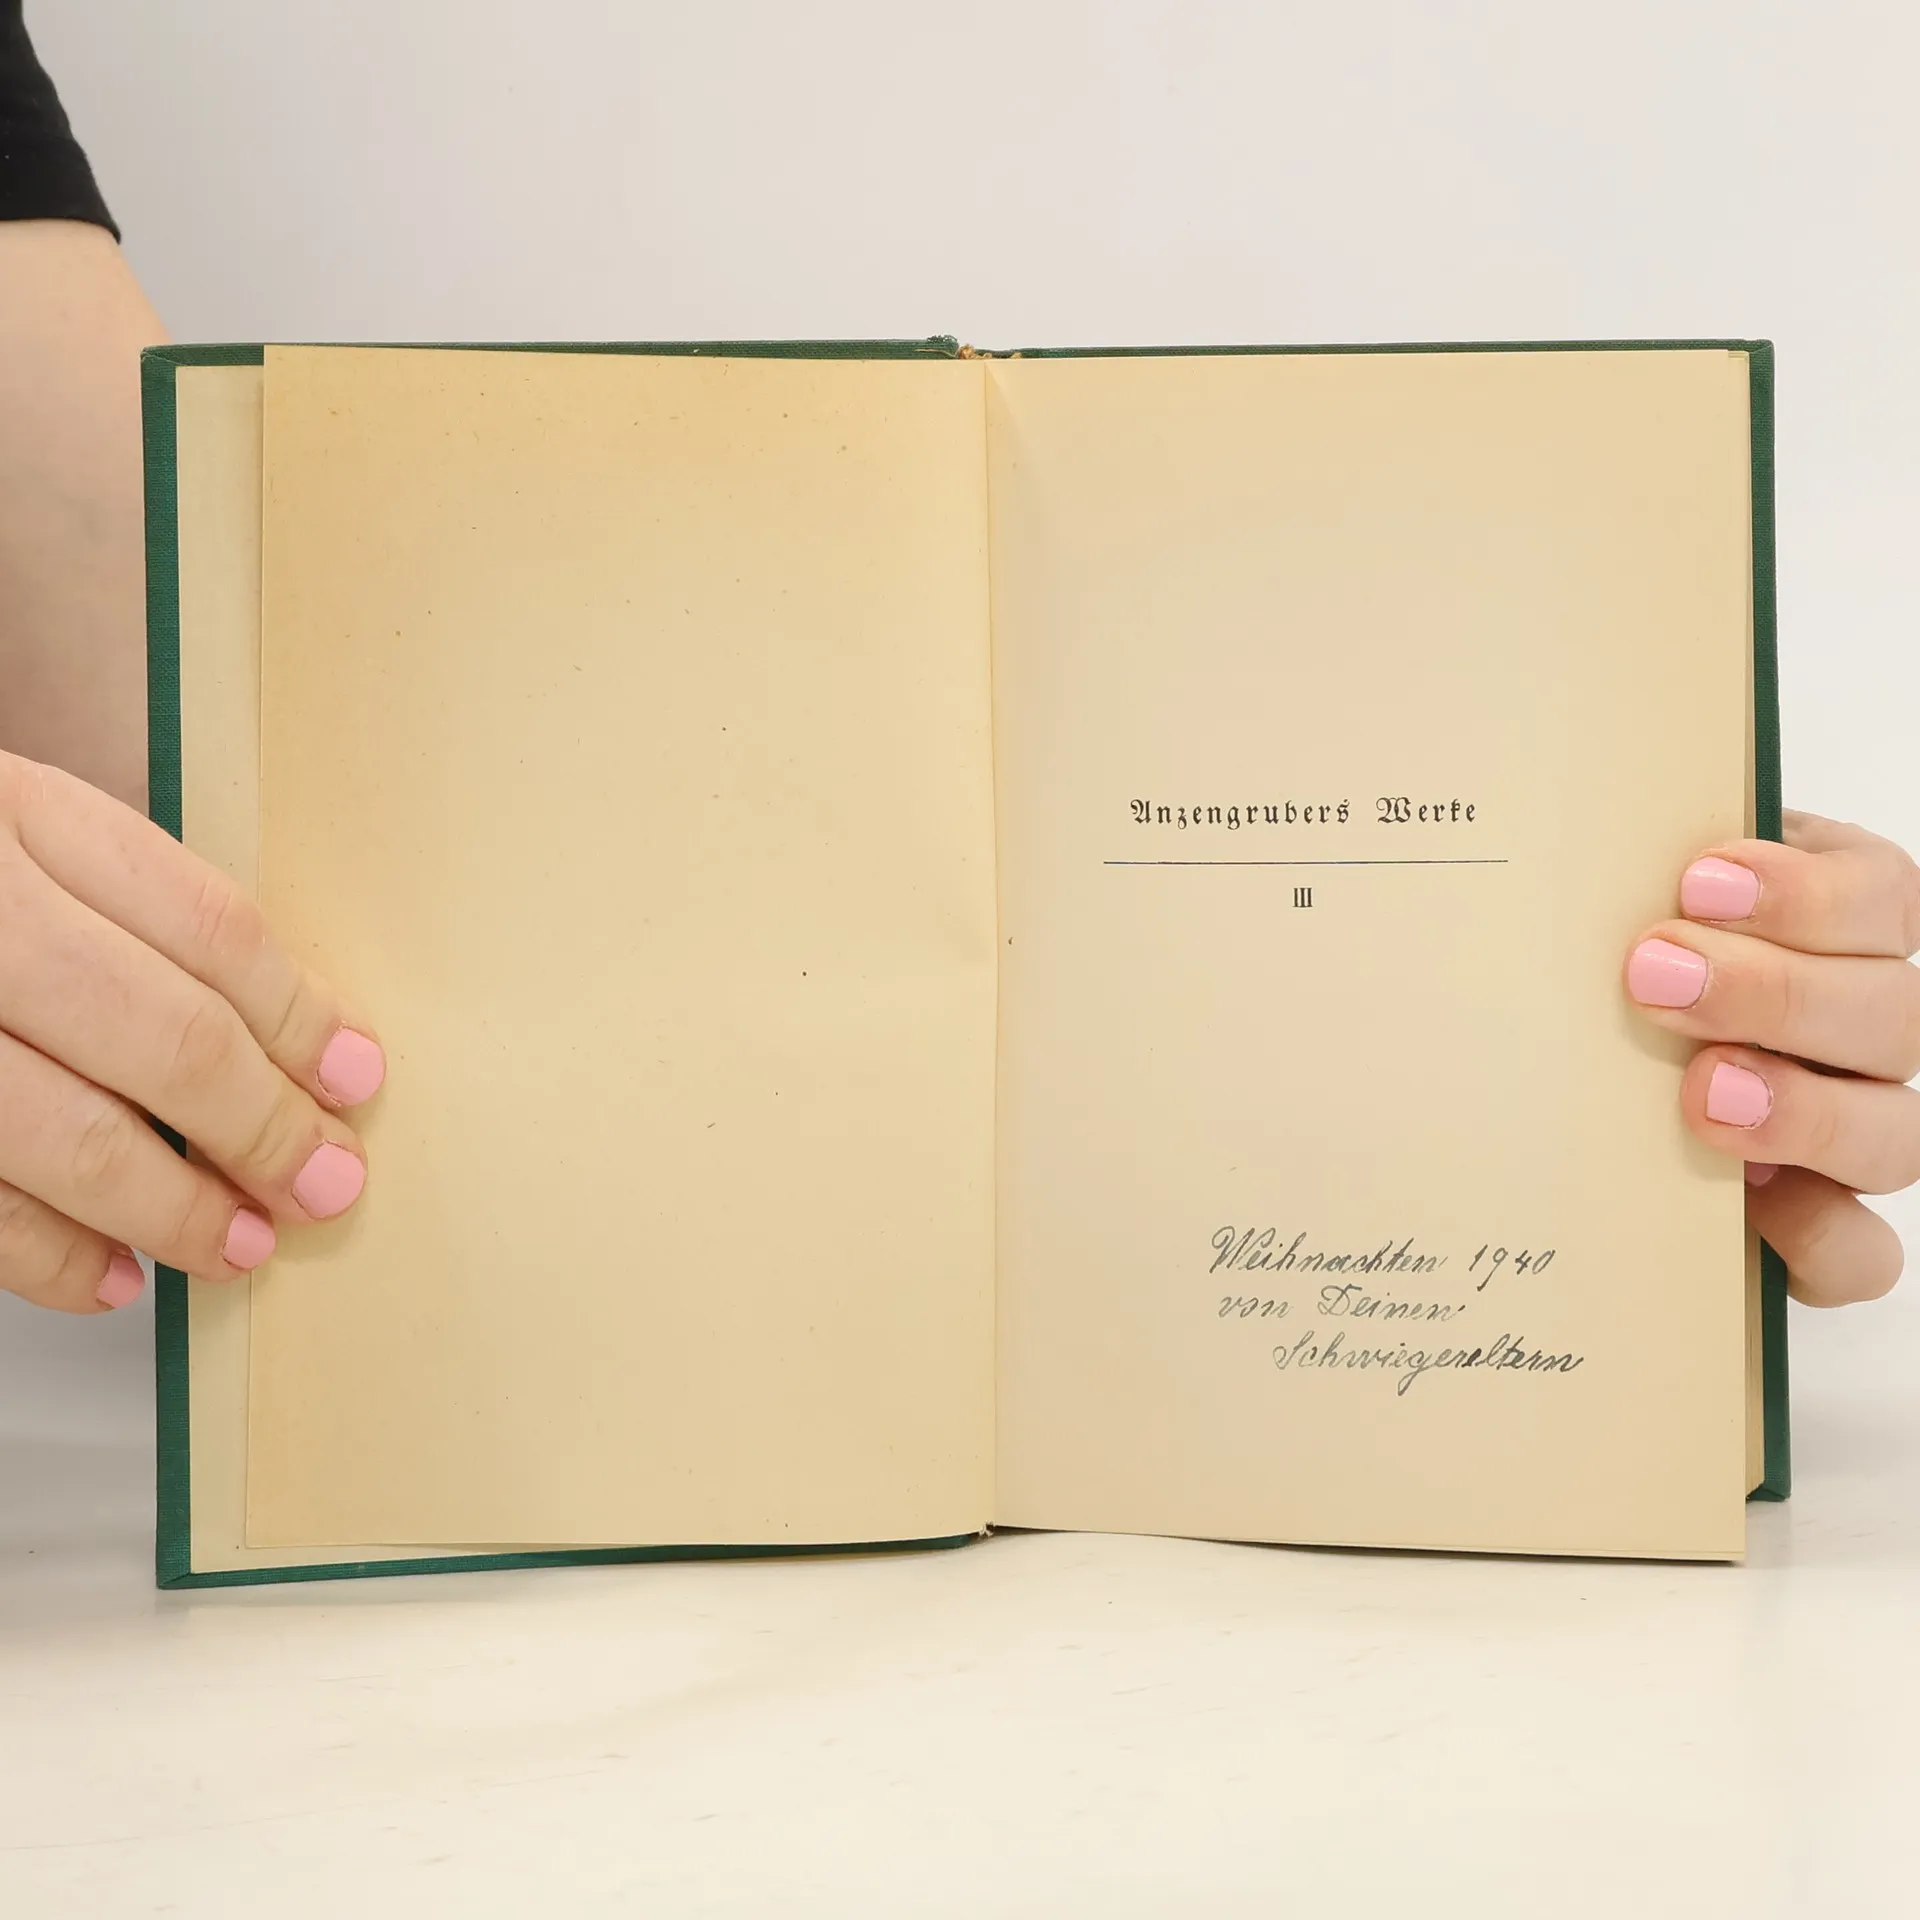 Anzengrubers Werke
III
Weihnachten 1940
von Deinen
Schwiegereltern